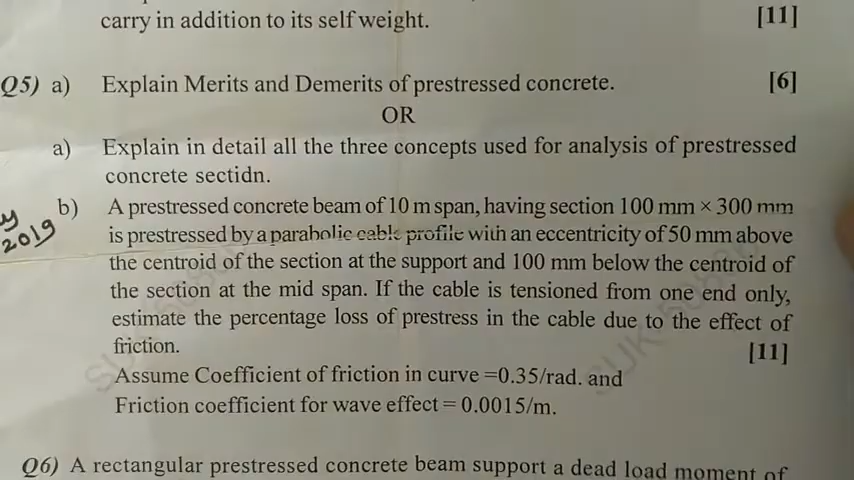 carry in addition to its self weight. [11]
Q5) a) Explain Merits and Demerits of prestressed concrete. [6]
OR
a) Explain in detail all the three concepts used for analysis of prestressed
concrete sectidn.
b) A prestressed concrete beam of 10 m span, having section 100 mm × 300 mm
2019 is prestressed by a parabolic cable profile with an eccentricity of 50 mm above
the centroid of the section at the support and 100 mm below the centroid of
the section at the mid span. If the cable is tensioned from one end only,
estimate the percentage loss of prestress in the cable due to the effect of
friction. [11]
Assume Coefficient of friction in curve =0.35/rad. and
Friction coefficient for wave effect = 0.0015/m.
Q6) A rectangular prestressed concrete beam support a dead load moment of